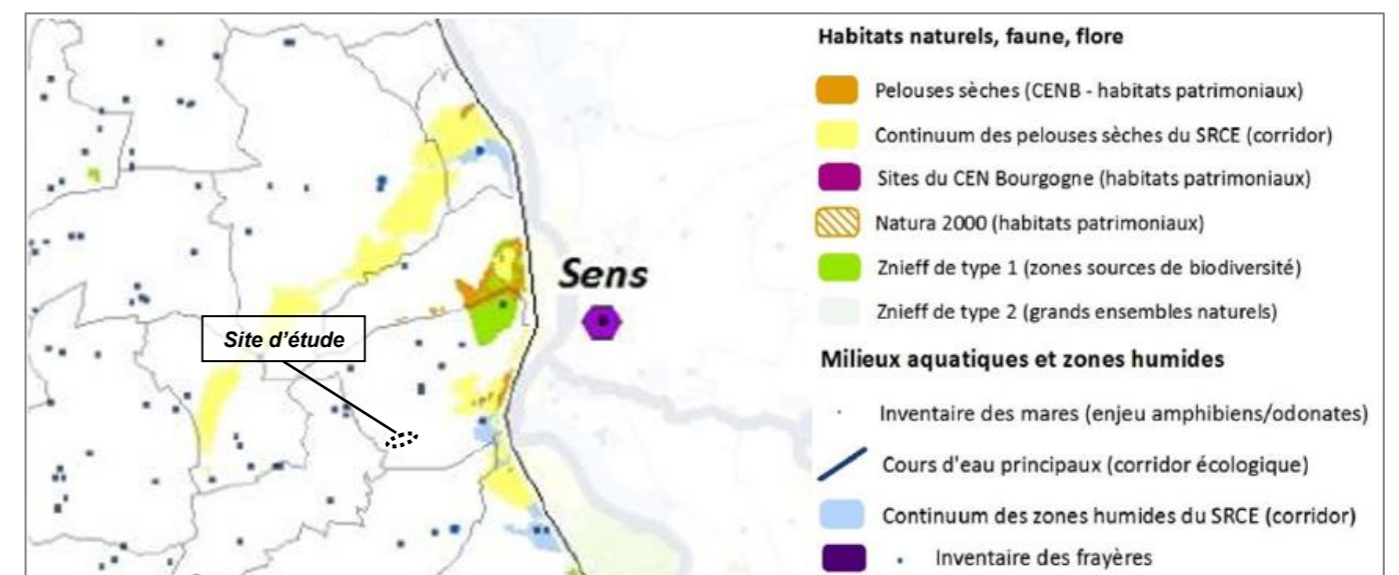 Sens
Site d'étude
Habitats naturels, faune, flore
Pelouses sèches (CENB - habitats patrimoniaux)
Continuum des pelouses sèches du SRCE (corridor)
Sites du CEN Bourgogne (habitats patrimoniaux)
Natura 2000 (habitats patrimoniaux)
Znieff de type 1 (zones sources de biodiversité)
Znieff de type 2 (grands ensembles naturels)
Milieux aquatiques et zones humides
Inventaire des mares (enjeu amphibiens/odonates)
Cours d'eau principaux (corridor écologique)
Continuum des zones humides du SRCE (corridor)
Inventaire des frayères